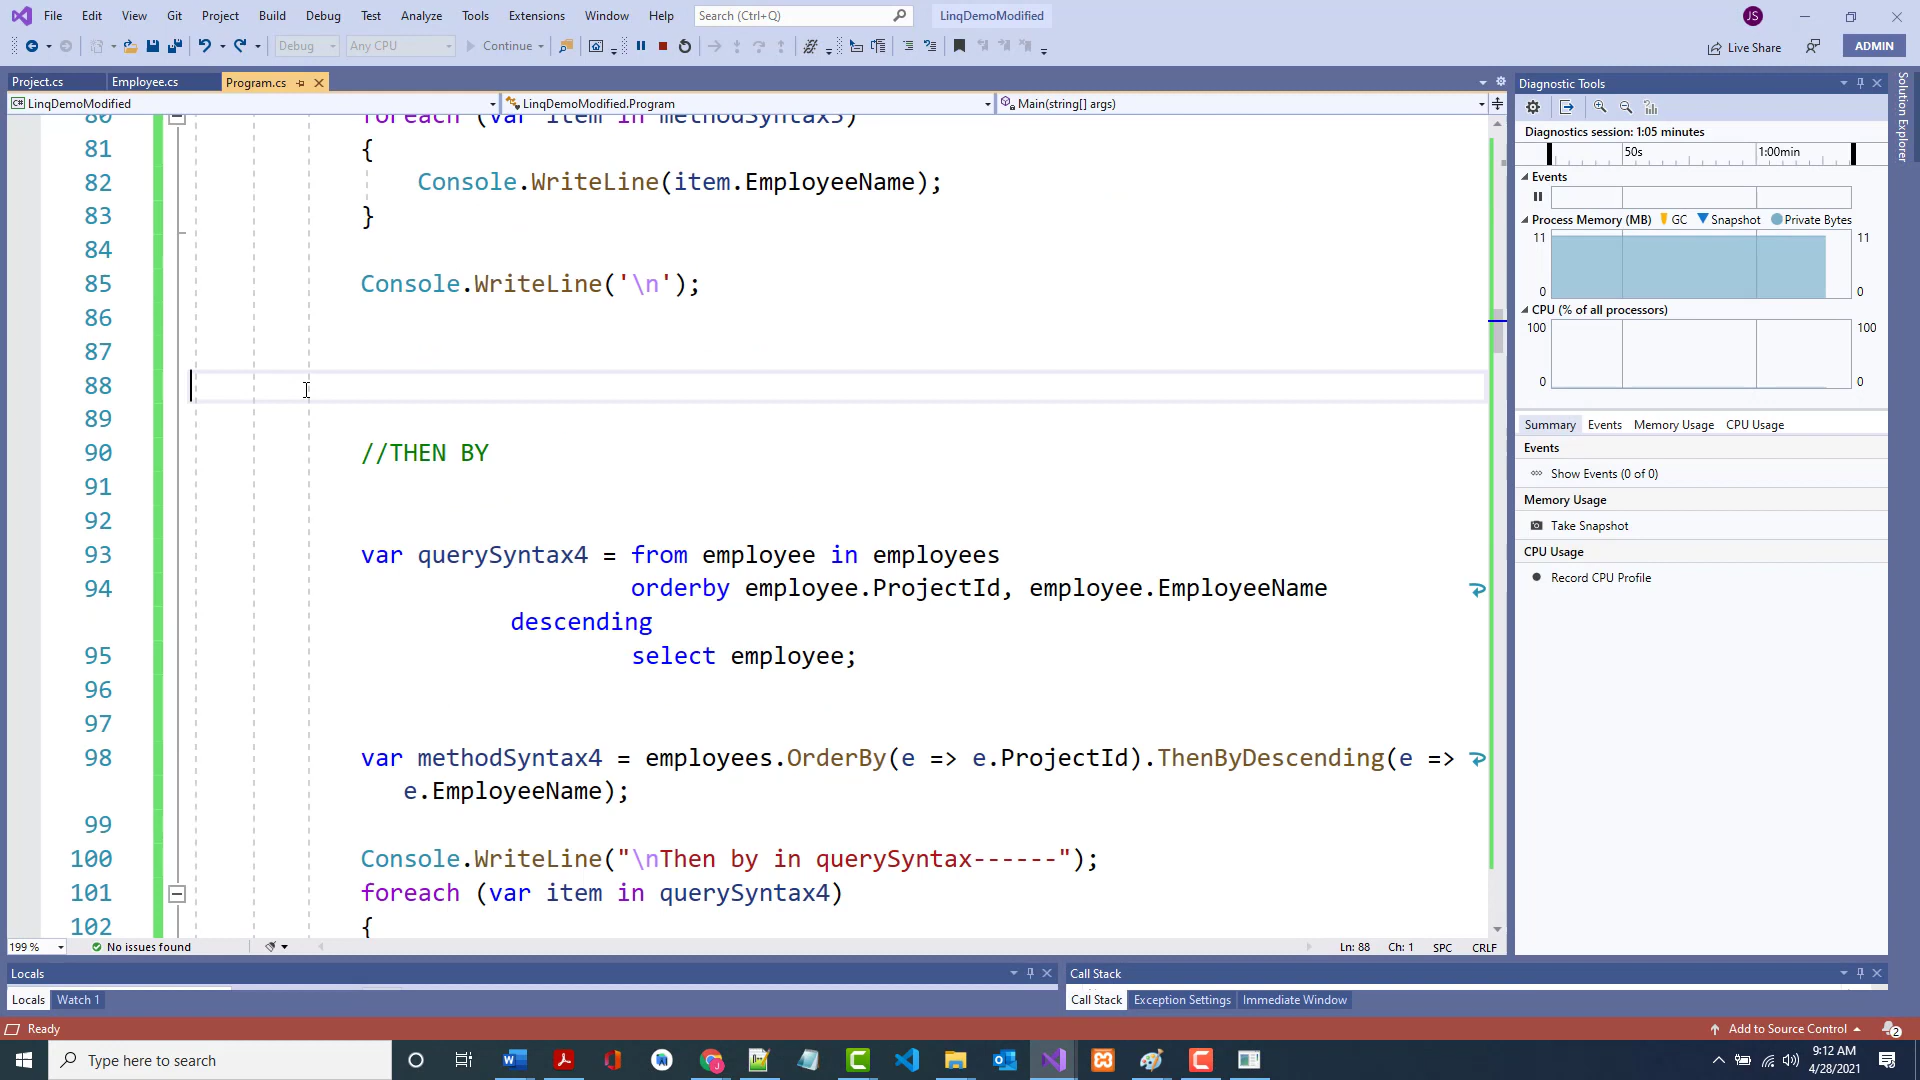 File Edit View Git Project Build Debug Test Analyze Tools Extensions Window Help Search (Ctrl+Q) LinqDemoModified JS
Debug Any CPU Continue Live Share ADMIN
Project.cs Employee.cs Program.cs
LinqDemoModified LinqDemoModified.Program Main(string[] args)
80 foreach (var item in methodSyntax3)
81 {
82 Console.WriteLine(item.EmployeeName);
83 }
84
85 Console.WriteLine('\n');
86
87
88
89
90 //THEN BY
91
92
93 var querySyntax4 = from employee in employees
94 orderby employee.ProjectId, employee.EmployeeName
descending
95 select employee;
96
97
98 var methodSyntax4 = employees.OrderBy(e => e.ProjectId).ThenByDescending(e =>
e.EmployeeName);
99
100 Console.WriteLine("\nThen by in querySyntax------");
101 foreach (var item in querySyntax4)
102 {
199 % No issues found Ln: 88 Ch: 1 SPC CRLF
Diagnostic Tools
Diagnostics session: 1:05 minutes
50s 1:00min
Events
Process Memory (MB) GC Snapshot Private Bytes
11 11
0 0
CPU (% of all processors)
100 100
0 0
Summary Events Memory Usage CPU Usage
Events
Show Events (0 of 0)
Memory Usage
Take Snapshot
CPU Usage
Record CPU Profile
Solution Explorer
Locals
Locals Watch 1
Call Stack
Call Stack Exception Settings Immediate Window
Ready Add to Source Control 2
Type here to search
9:12 AM
4/28/2021